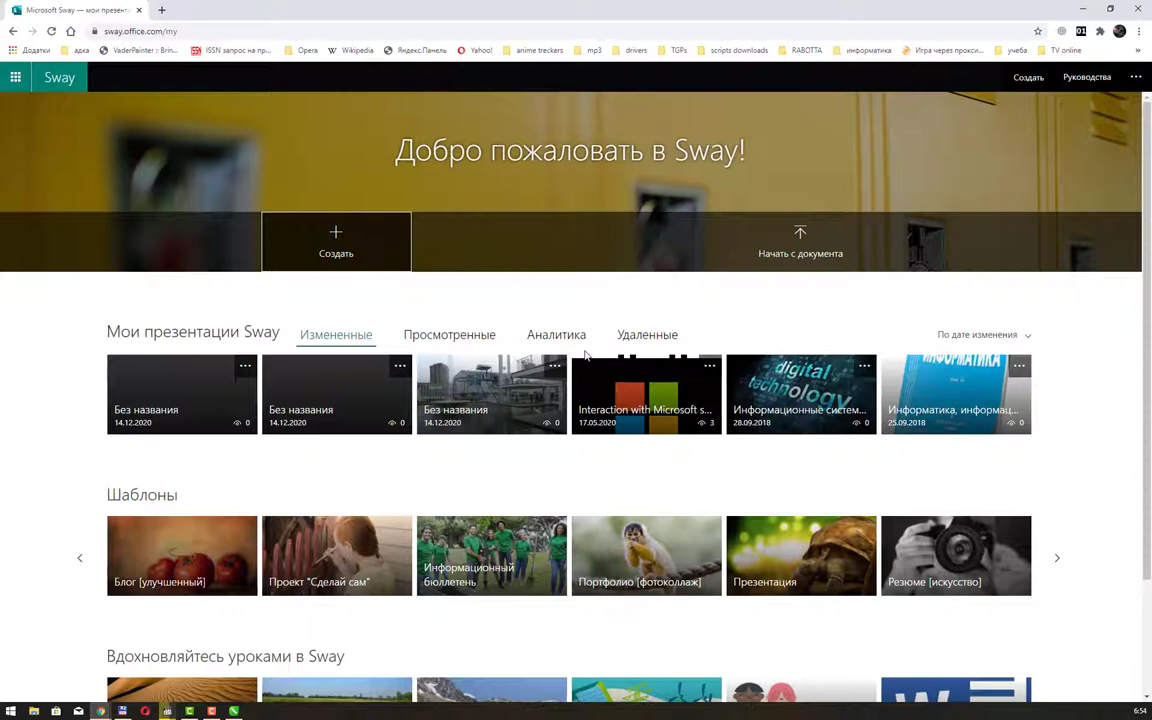 Microsoft Sway — мои презент
sway.office.com/my
Додатки
адка
VaderPainter :: Brin...
ISSN запрос на пр...
Opera
Wikipedia
Яндекс.Панель
Yahoo!
anime treckers
mp3
drivers
TGPs
scripts downloads
RABOTTA
информатика
Игра через прокси...
учеба
TV online
Sway
Создать
Руководства
Добро пожаловать в Sway!
Создать
Начать с документа
Мои презентации Sway
Измененные
Просмотренные
Аналитика
Удаленные
По дате изменения
Без названия
14.12.2020
0
Без названия
14.12.2020
0
Без названия
14.12.2020
0
Interaction with Microsoft s...
17.05.2020
3
digital
technology
Информационные систем...
28.09.2018
0
ИНФОРМАТИКА
Информатика, информац...
25.09.2018
0
Шаблоны
Блог [улучшенный]
Проект "Сделай сам"
Информационный
бюллетень
Портфолио [фотоколлаж]
Презентация
Резюме [искусство]
Вдохновляйтесь уроками в Sway
W
6:54